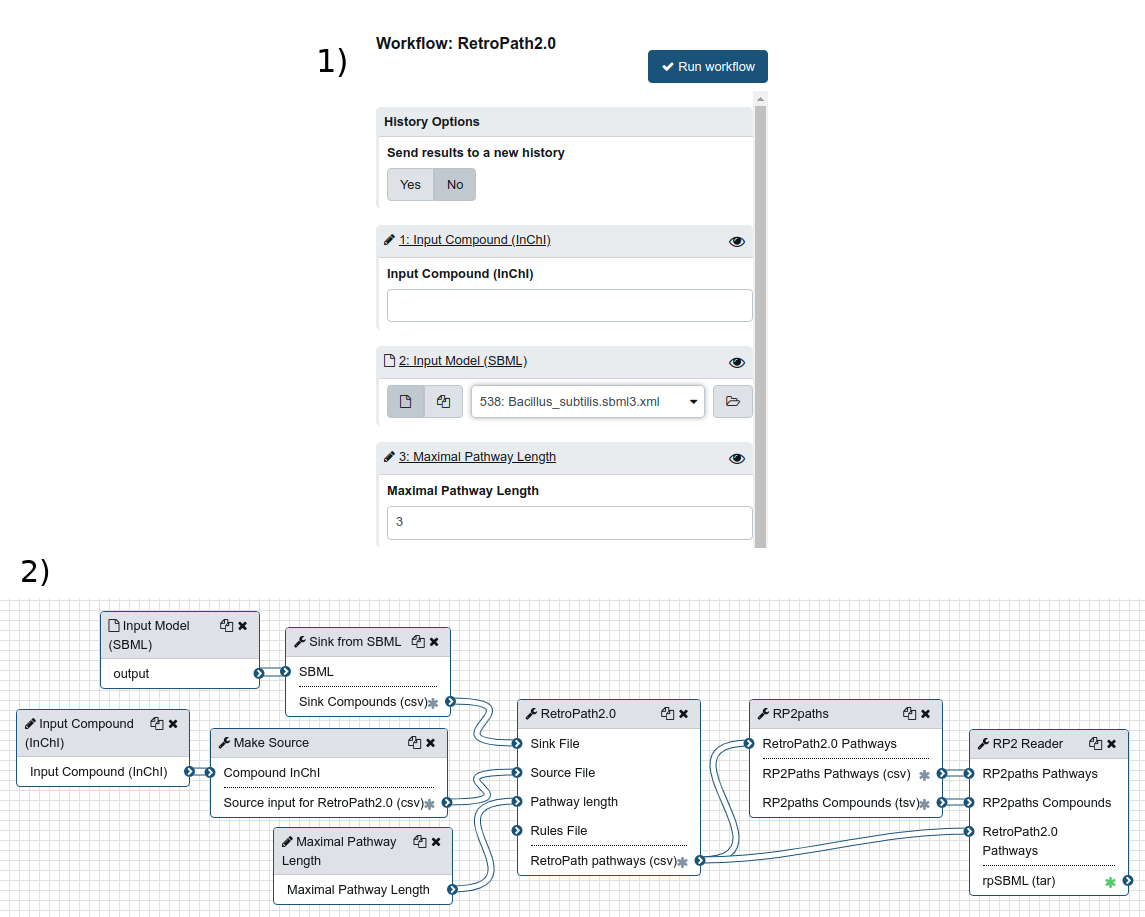 1)
Workflow: RetroPath2.0
Run workflow
History Options
Send results to a new history
Yes No
1: Input Compound (InChI)
Input Compound (InChI)
2: Input Model (SBML)
538: Bacillus_subtilis.sbml3.xml
3: Maximal Pathway Length
Maximal Pathway Length
3
2)
Input Model
(SBML)
output
Sink from SBML
SBML
Sink Compounds (csv)
Input Compound
(InChI)
Input Compound (InChI)
Make Source
Compound InChI
Source input for RetroPath2.0 (csv)
Maximal Pathway
Length
Maximal Pathway Length
RetroPath2.0
Sink File
Source File
Pathway length
Rules File
RetroPath pathways (csv)
RP2paths
RetroPath2.0 Pathways
RP2Paths Pathways (csv)
RP2paths Compounds (tsv)
RP2 Reader
RP2paths Pathways
RP2paths Compounds
RetroPath2.0
Pathways
rpSBML (tar)